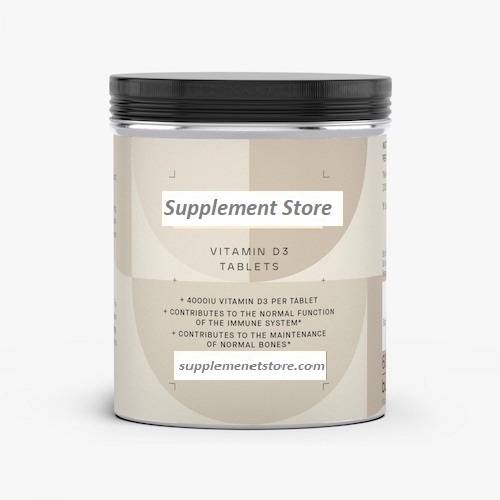 Supplement Store
VITAMIN D3
TABLETS
+ 4000IU VITAMIN D3 PER TABLET
+ CONTRIBUTES TO THE NORMAL FUNCTION
OF THE IMMUNE SYSTEM*
+ CONTRIBUTES TO THE MAINTENANCE
OF NORMAL BONES*
supplemenetstore.com